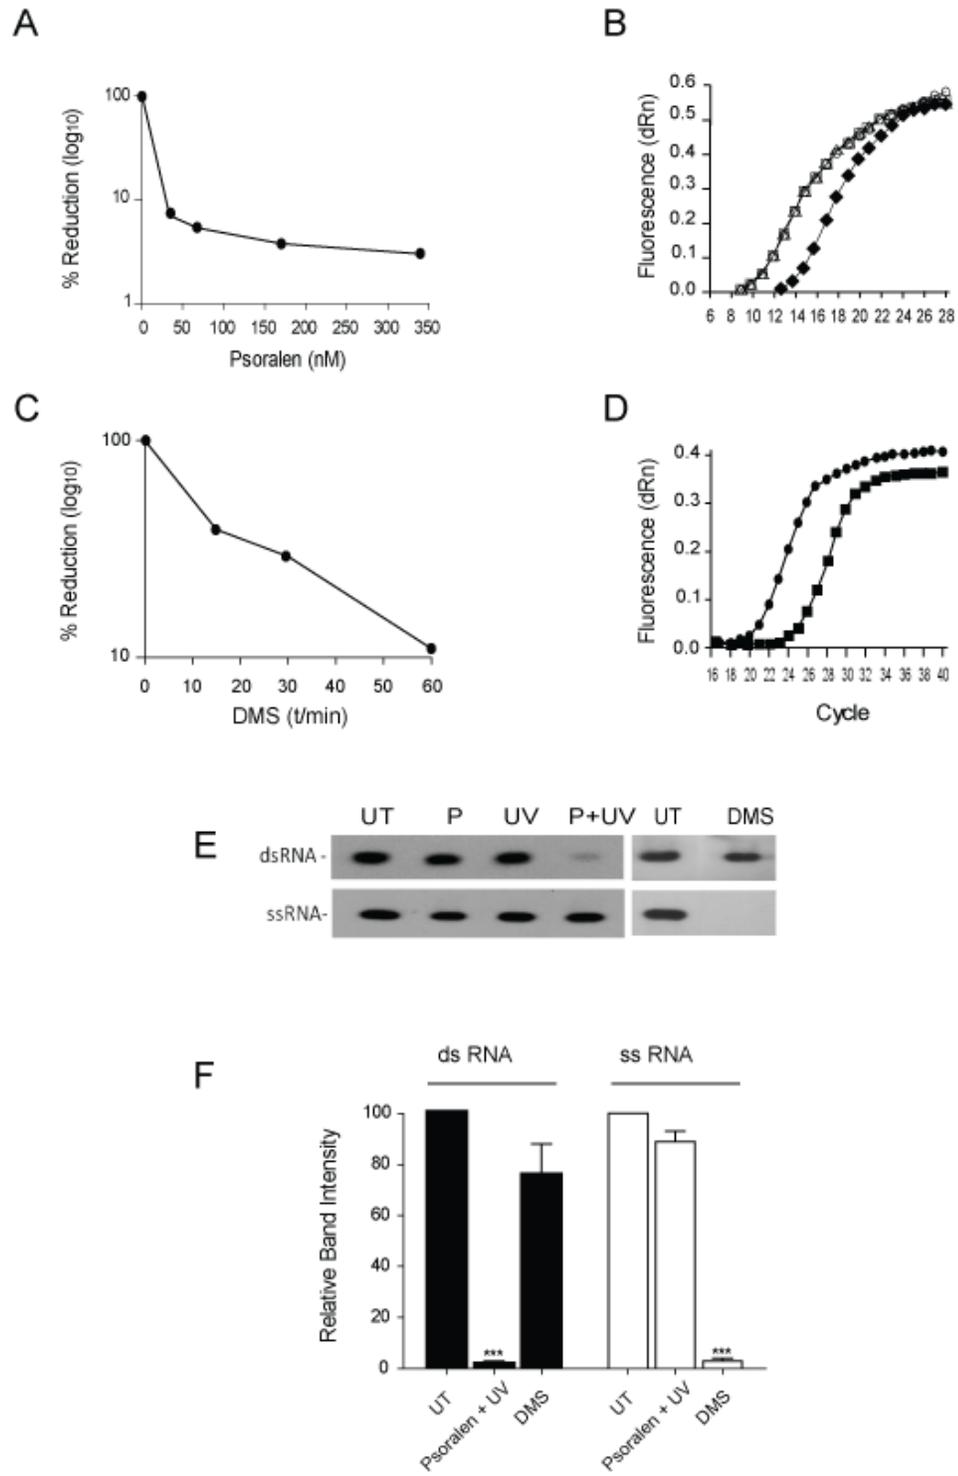 A
% Reduction (log10)
100
10
1
0 50 100 150 200 250 300 350
Psoralen (nM)
B
Fluorescence (dRn)
0.6
0.5
0.4
0.3
0.2
0.1
0.0
6 8 10 12 14 16 18 20 22 24 26 28
C
% Reduction (log10)
100
10
0 10 20 30 40 50 60
DMS (t/min)
D
Fluorescence (dRn)
0.4
0.3
0.2
0.1
0.0
16 18 20 22 24 26 28 30 32 34 36 38 40
Cycle
E
UT P UV P+UV UT DMS
dsRNA -
ssRNA-
F
ds RNA ss RNA
Relative Band Intensity
100
80
60
40
20
0
*** ***
UT Psoralen + UV DMS UT Psoralen + UV DMS